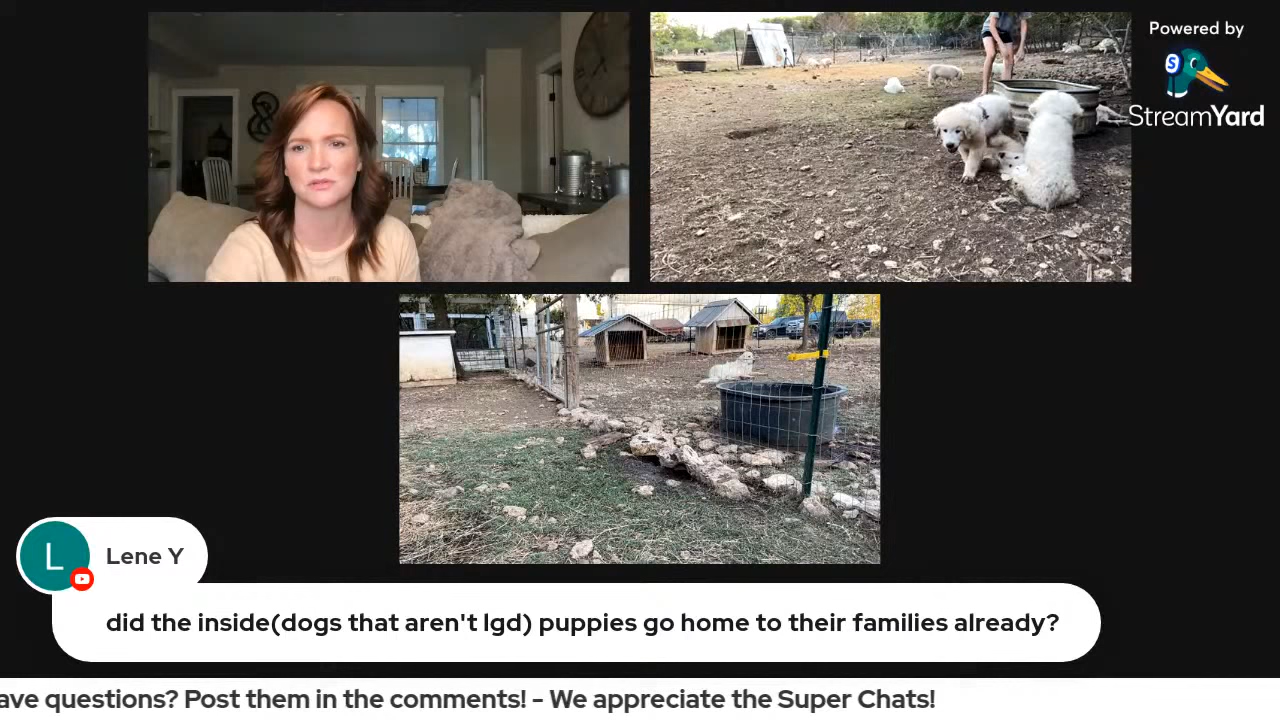 Powered by
StreamYard
L
Lene Y
did the inside(dogs that aren't lgd) puppies go home to their families already?
ave questions? Post them in the comments! - We appreciate the Super Chats!